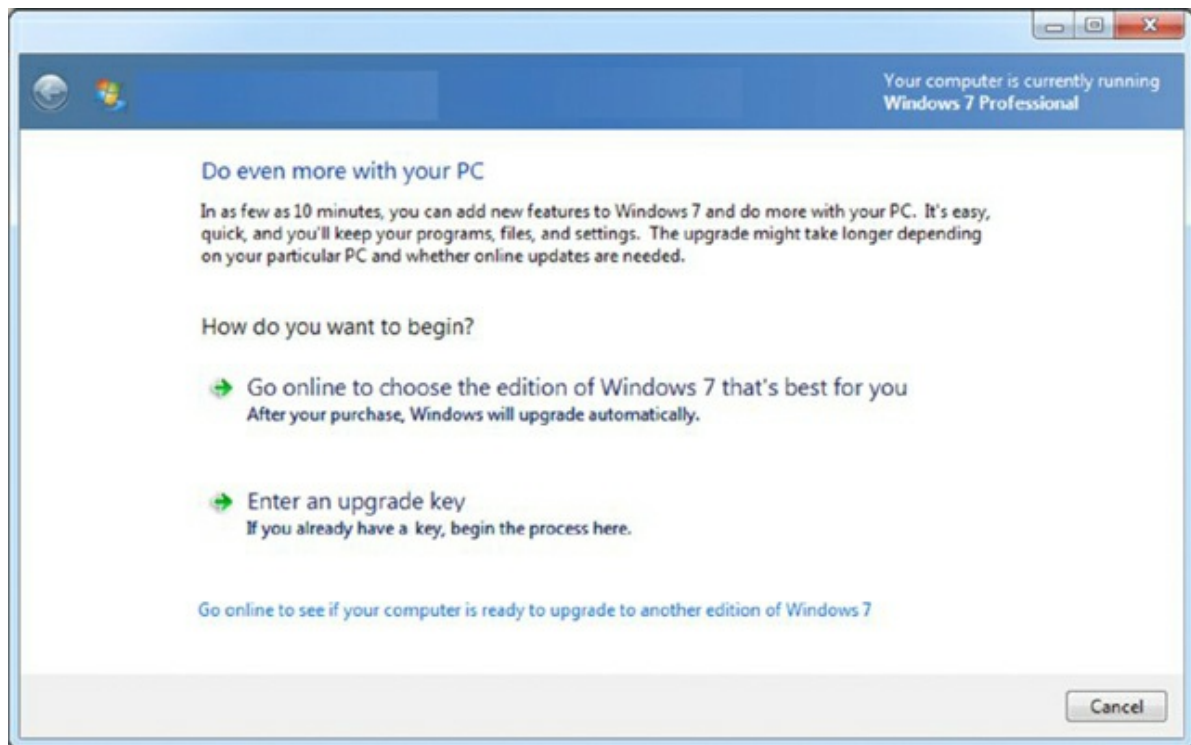 Your computer is currently running
Windows 7 Professional
Do even more with your PC
In as few as 10 minutes, you can add new features to Windows 7 and do more with your PC. It's easy,
quick, and you'll keep your programs, files, and settings. The upgrade might take longer depending
on your particular PC and whether online updates are needed.
How do you want to begin?
Go online to choose the edition of Windows 7 that's best for you
After your purchase, Windows will upgrade automatically.
Enter an upgrade key
If you already have a key, begin the process here.
Go online to see if your computer is ready to upgrade to another edition of Windows 7
Cancel